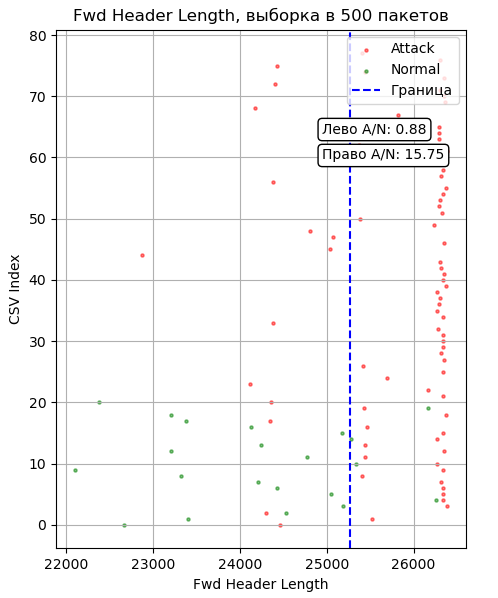 Fwd Header Length, выборка в 500 пакетов
80
70
60
50
40
30
20
10
0
CSV Index
Attack
Normal
Граница
Лево A/N: 0.88
Право A/N: 15.75
22000
23000
24000
25000
26000
Fwd Header Length